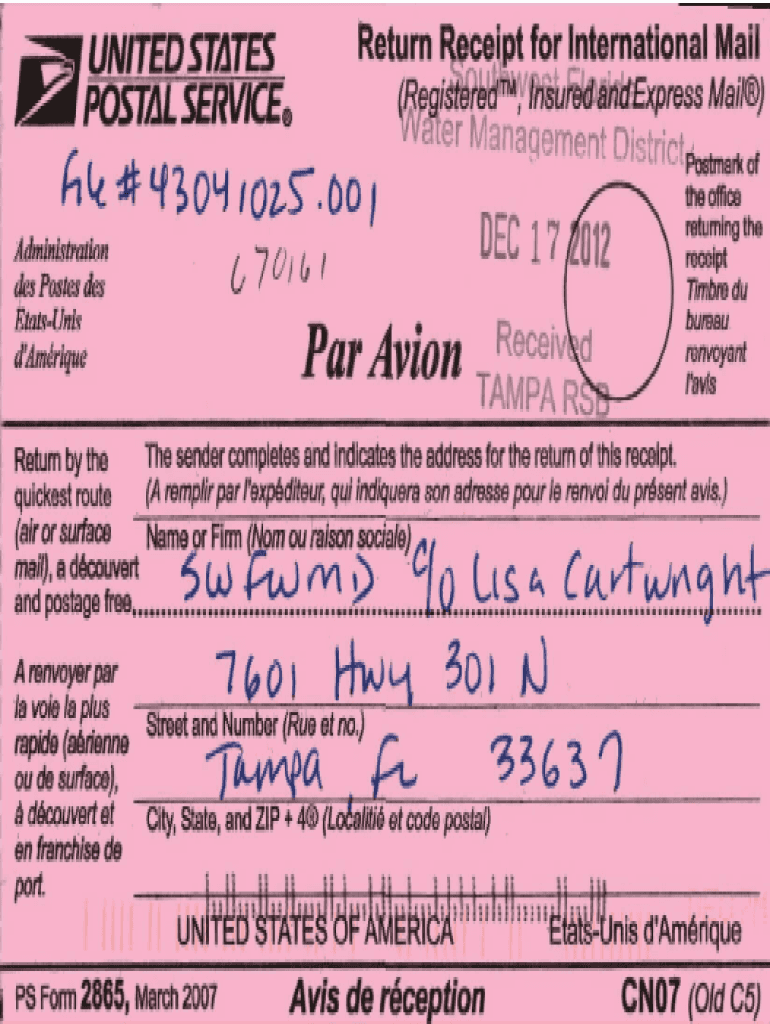 UNITED STATES
POSTAL SERVICE®
Return Receipt for International Mail
(Registered™, Insured and Express Mail®)
Southwest Florida
Water Management District
File # 43041025.001
670161
DEC 17 2012
Received
TAMPA RSB
Postmark of
the office
returning the
receipt
Timbre du
bureau
renvoyant
l'avis
Administration
des Postes des
Etats-Unis
d'Amérique
Par Avion
Return by the
quickest route
(air or surface
mail), a découvert
and postage free.
A renvoyer par
la voie la plus
rapide (aérienne
ou de surface),
à découvert et
en franchise de
port.
The sender completes and indicates the address for the return of this receipt.
(A remplir par l'expéditeur, qui indiquera son adresse pour le renvoi du présent avis.)
Name or Firm (Nom ou raison sociale)
SWFWMD c/o Lisa Cartwright
7601 Hwy 301 N
Street and Number (Rue et no.)
Tampa, FL 33637
City, State, and ZIP + 4® (Localitié et code postal)
UNITED STATES OF AMERICA Etats-Unis d'Amérique
PS Form 2865, March 2007 Avis de réception CN07 (Old C5)